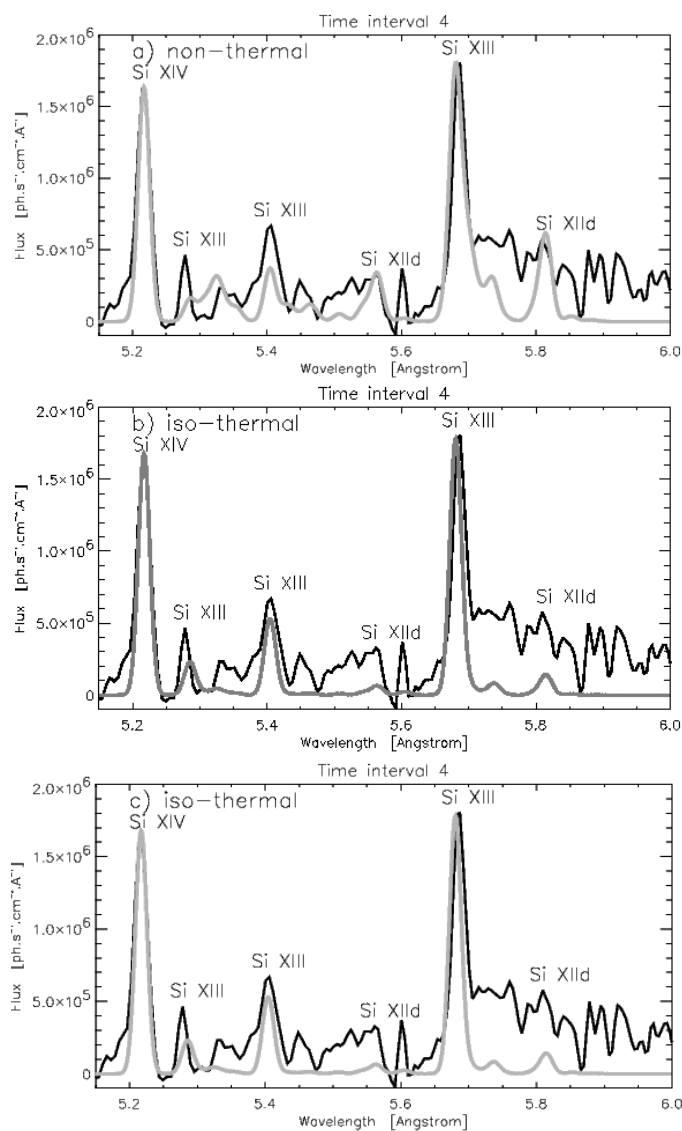 Time interval 4
2.0×10⁶
a) non-thermal
Si XIV
Si XIII
1.5×10⁶
1.0×10⁶
Si XIII
Si XIII
Si XIId
Si XIId
5.0×10⁵
0
Flux [ph.s⁻¹.cm⁻².A⁻¹]
5.2 5.4 5.6 5.8 6.0
Wavelength [Angstrom]
Time interval 4
2.0×10⁶
b) iso-thermal
Si XIV
Si XIII
1.5×10⁶
1.0×10⁶
Si XIII
Si XIII
Si XIId
Si XIId
5.0×10⁵
0
Flux [ph.s⁻¹.cm⁻².A⁻¹]
5.2 5.4 5.6 5.8 6.0
Wavelength [Angstrom]
Time interval 4
2.0×10⁶
c) iso-thermal
Si XIV
Si XIII
1.5×10⁶
1.0×10⁶
Si XIII
Si XIII
Si XIId
Si XIId
5.0×10⁵
0
Flux [ph.s⁻¹.cm⁻².A⁻¹]
5.2 5.4 5.6 5.8 6.0
Wavelength [Angstrom]